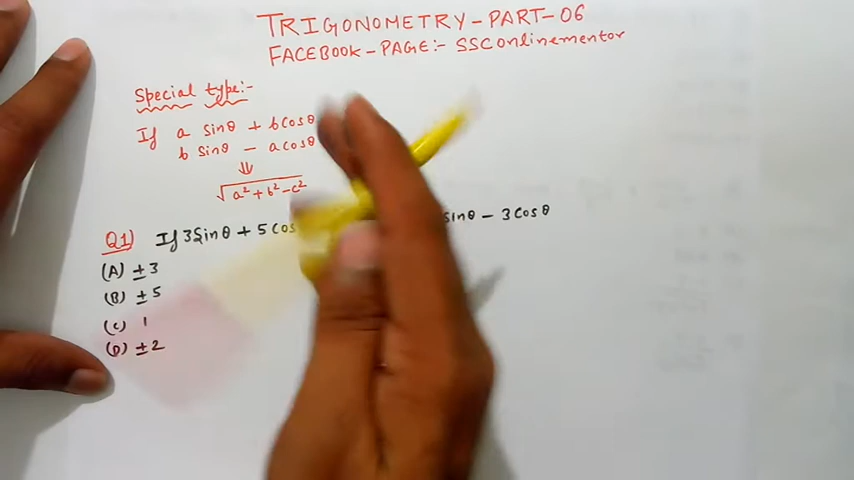 TRIGONOMETRY-PART-06
FACEBOOK-PAGE:- SSConlinementor
Special type:-
If a sinθ + bcosθ
b sinθ - acosθ
⇓
√a²+b²-c²
Q1) If 3Sinθ + 5cos sinθ - 3cosθ
(A) ±3
(B) ±5
(C) 1
(D) ±2